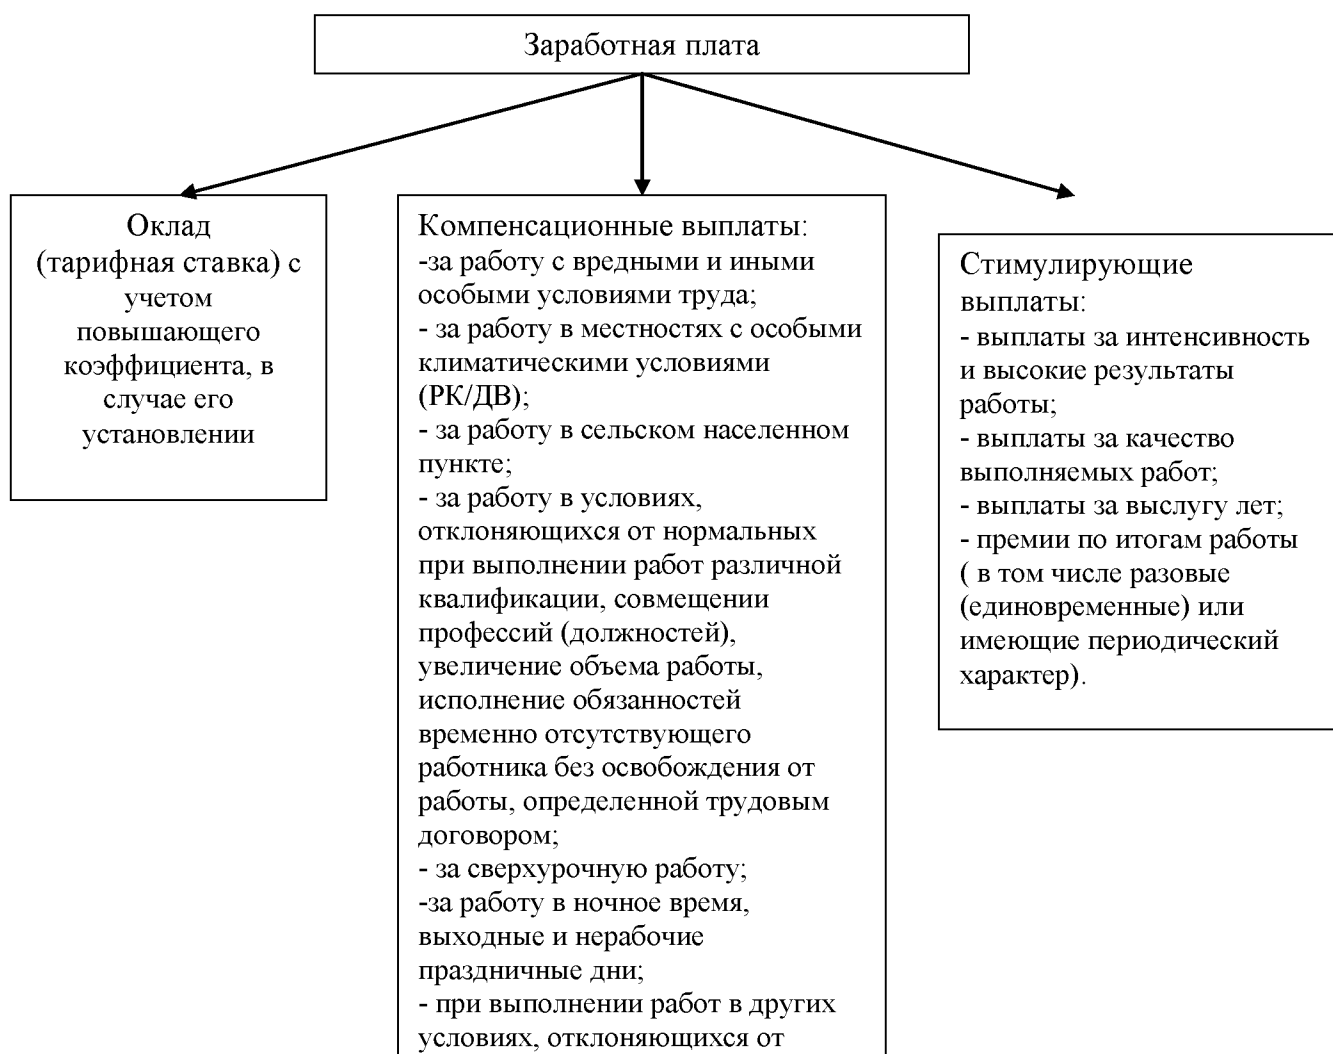 Заработная плата
Оклад
(тарифная ставка) с
учетом
повышающего
коэффициента, в
случае его
установлении
Компенсационные выплаты:
-за работу с вредными и иными
особыми условиями труда;
- за работу в местностях с особыми
климатическими условиями
(РК/ДВ);
- за работу в сельском населенном
пункте;
- за работу в условиях,
отклоняющихся от нормальных
при выполнении работ различной
квалификации, совмещении
профессий (должностей),
увеличение объема работы,
исполнение обязанностей
временно отсутствующего
работника без освобождения от
работы, определенной трудовым
договором;
- за сверхурочную работу;
-за работу в ночное время,
выходные и нерабочие
праздничные дни;
- при выполнении работ в других
условиях, отклоняющихся от
Стимулирующие
выплаты:
- выплаты за интенсивность
и высокие результаты
работы;
- выплаты за качество
выполняемых работ;
- выплаты за выслугу лет;
- премии по итогам работы
( в том числе разовые
(единовременные) или
имеющие периодический
характер).